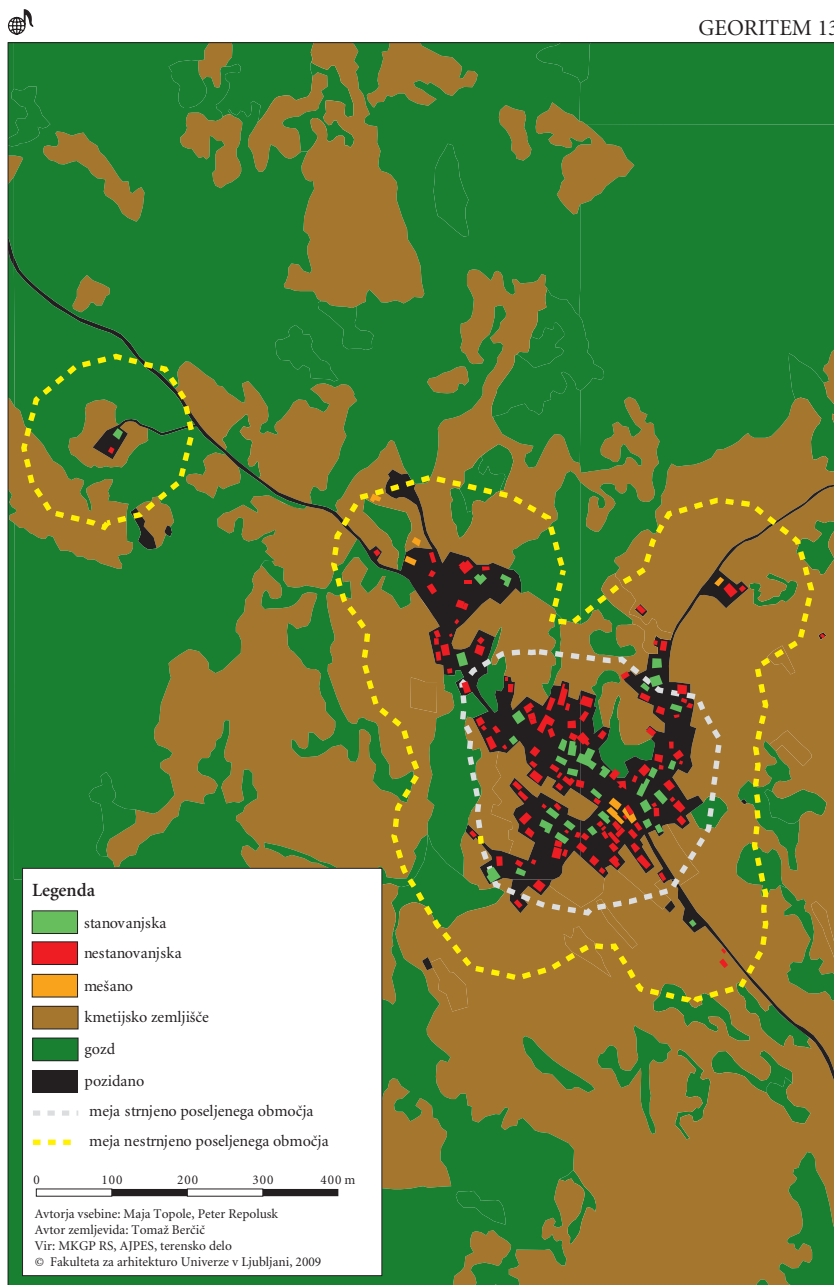 GEORITEM 13
Legenda
stanovanjska
nestanovanjska
mešano
kmetijsko zemljišče
gozd
pozidano
meja strnjeno poseljenega območja
meja nestrnjeno poseljenega območja
0 100 200 300 400 m
Avtorja vsebine: Maja Topole, Peter Repolusk
Avtor zemljevida: Tomaž Berčič
Vir: MKGP RS, AJPES, terensko delo
© Fakulteta za arhitekturo Univerze v Ljubljani, 2009